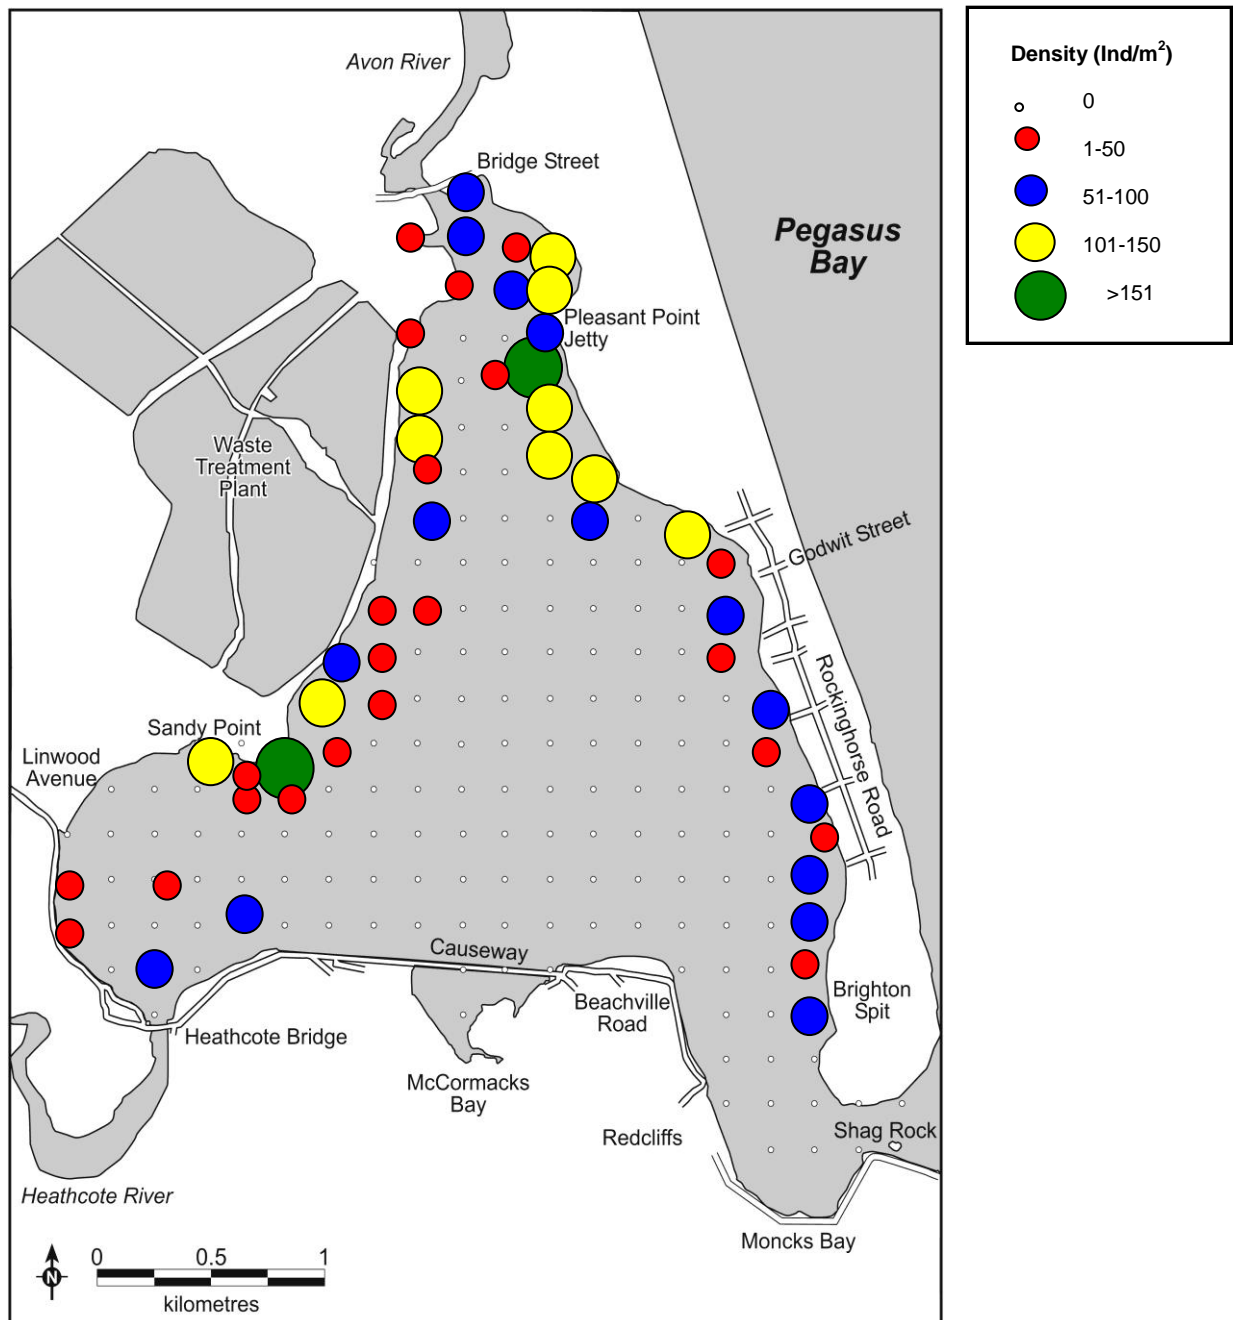 Avon River
Bridge Street
Pegasus
Bay
Pleasant Point
Jetty
Waste
Treatment
Plant
Godwit Street
Rockinghorse Road
Sandy Point
Linwood
Avenue
Causeway
Beachville
Road
Brighton
Spit
Heathcote Bridge
McCormacks
Bay
Redcliffs
Shag Rock
Heathcote River
Moncks Bay
N
0 0.5 1
kilometres
Density (Ind/m²)
0
1-50
51-100
101-150
>151